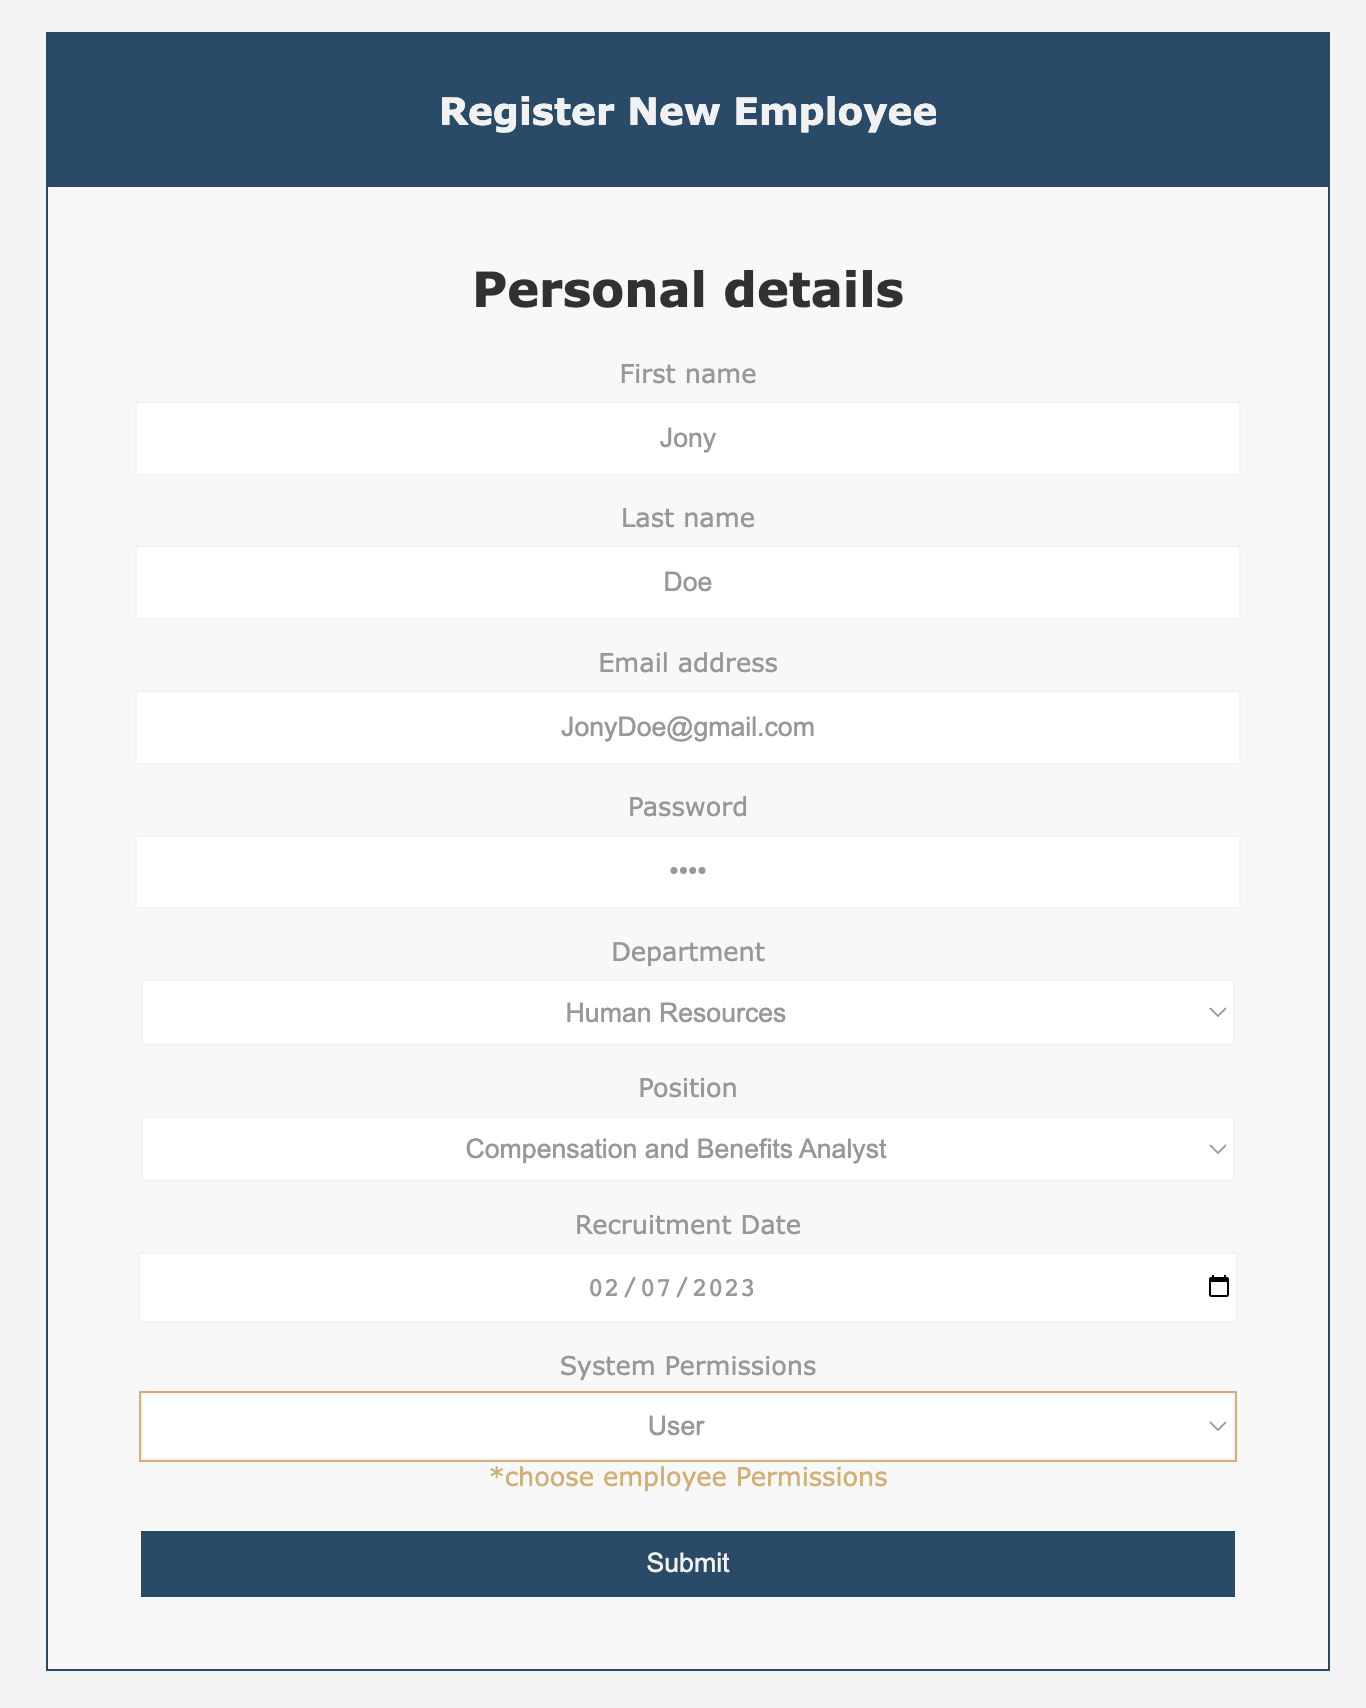 Register New Employee
Personal details
First name
Jony
Last name
Doe
Email address
JonyDoe@gmail.com
Password
••••
Department
Human Resources
Position
Compensation and Benefits Analyst
Recruitment Date
02/07/2023
System Permissions
User
*choose employee Permissions
Submit